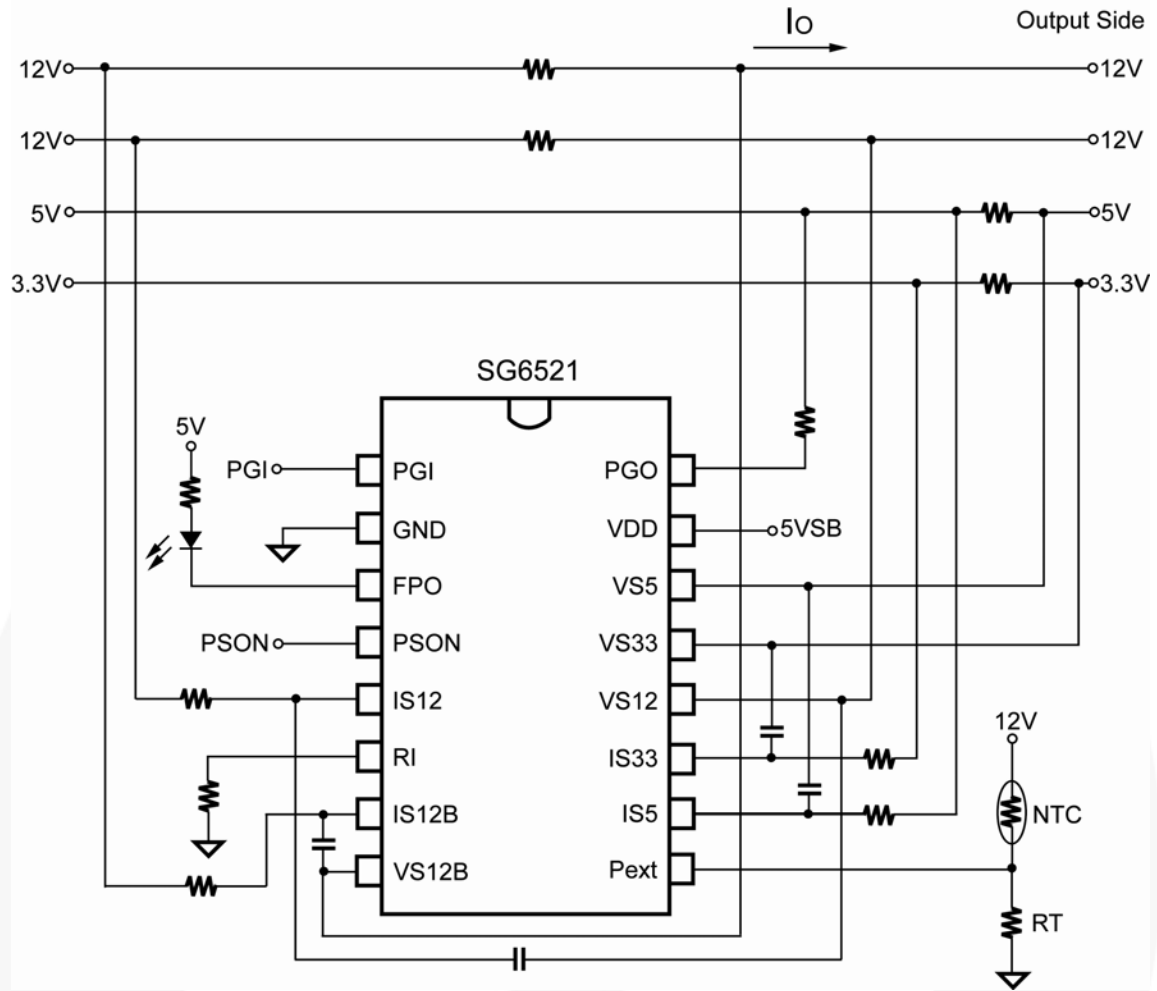 IO
Output Side
12V
12V
12V
12V
5V
5V
3.3V
3.3V
SG6521
5V
PGI
PGI
PGO
GND
VDD
5VSB
FPO
VS5
PSON
PSON
VS33
IS12
VS12
12V
RI
IS33
IS12B
IS5
NTC
VS12B
Pext
RT